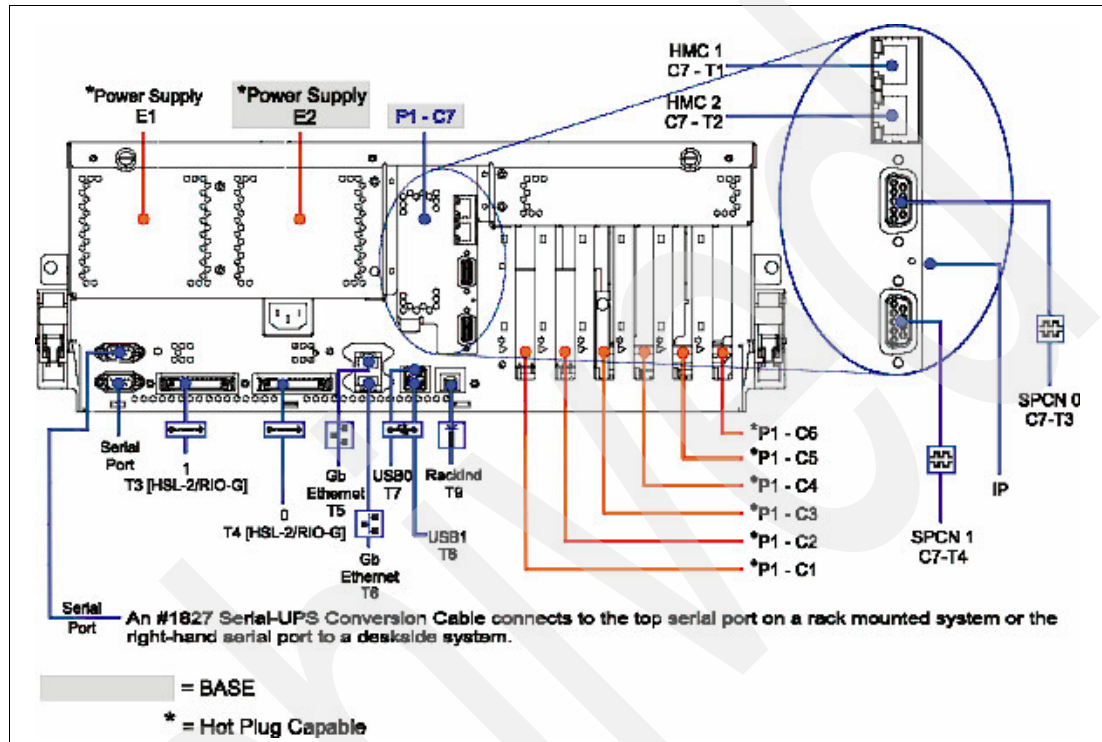 HMC 1
C7 - T1
*Power Supply
E1
*Power Supply
E2
P1 - C7
HMC 2
C7 - T2
SPCN 0
C7-T3
*P1 - C6
*P1 - C5
*P1 - C4
*P1 - C3
*P1 - C2
*P1 - C1
IP
SPCN 1
C7-T4
Serial
Port
1
T3 [HSL-2/RIO-G]
0
T4 [HSL-2/RIO-G]
Gb
Ethernet
T5
USB0
T7
RackInd
T9
USB1
T8
Gb
Ethernet
T6
Serial
Port
An #1827 Serial-UPS Conversion Cable connects to the top serial port on a rack mounted system or the
right-hand serial port to a deskside system.
= BASE
* = Hot Plug Capable